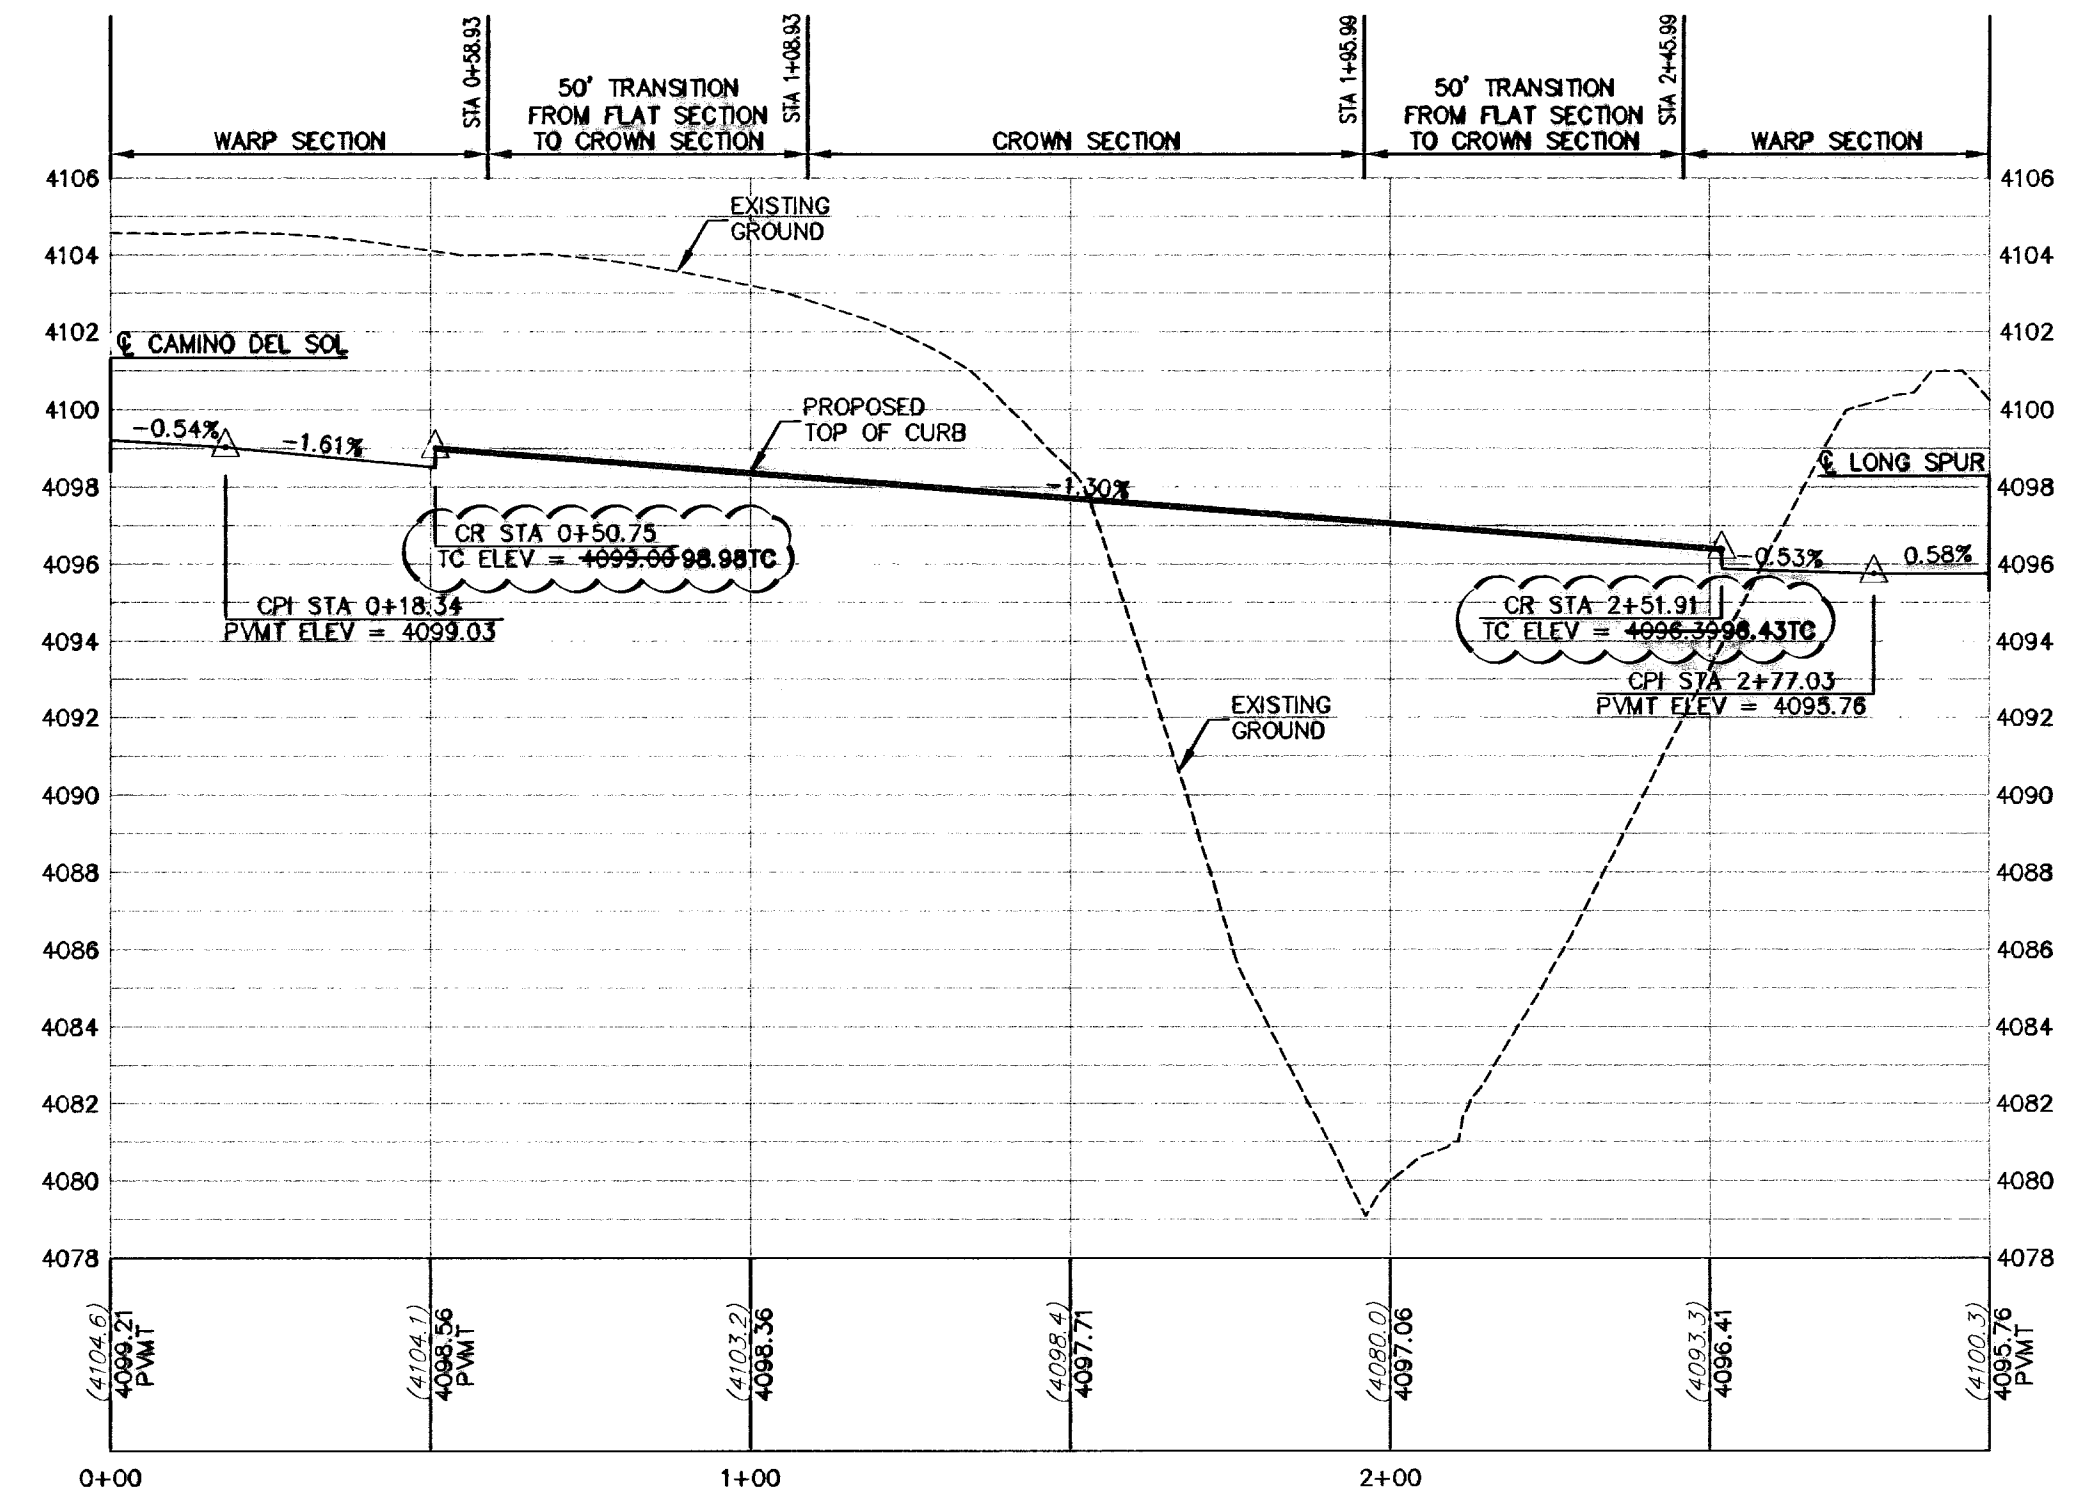 STA 0+58.93
STA 1+08.93
STA 1+95.99
STA 2+45.99
WARP SECTION
50' TRANSITION
FROM FLAT SECTION
TO CROWN SECTION
CROWN SECTION
50' TRANSITION
FROM FLAT SECTION
TO CROWN SECTION
WARP SECTION
4106
4104
4102
4100
4098
4096
4094
4092
4090
4088
4086
4084
4082
4080
4078
4106
4104
4102
4100
4098
4096
4094
4092
4090
4088
4086
4084
4082
4080
4078
EXISTING
GROUND
℄ CAMINO DEL SOL
-0.54%
-1.61%
PROPOSED
TOP OF CURB
-1.30%
℄ LONG SPUR
CR STA 0+50.75
TC ELEV = 4099.00 98.98TC
CPI STA 0+18.34
PVMT ELEV = 4099.03
-0.53%
0.58%
CR STA 2+51.91
TC ELEV = 4096.39 96.43TC
CPI STA 2+77.03
PVMT ELEV = 4095.76
EXISTING
GROUND
(4104.6)
4099.21
PVMT
(4104.1)
4098.56
PVMT
(4103.2)
4098.36
(4098.4)
4097.71
(4080.0)
4097.06
(4093.3)
4096.41
(4100.3)
4095.76
PVMT
0+00
1+00
2+00